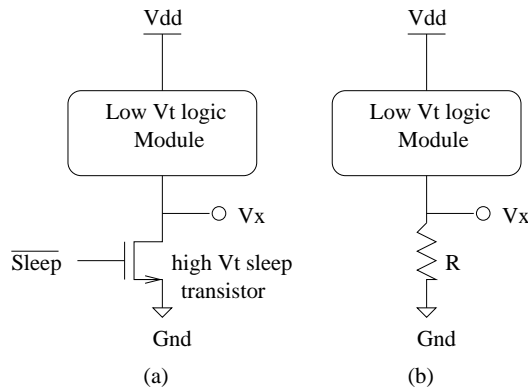 Vdd
Low Vt logic
Module
Vx
Sleep
high Vt sleep
transistor
Gnd
(a)
Vdd
Low Vt logic
Module
Vx
R
Gnd
(b)